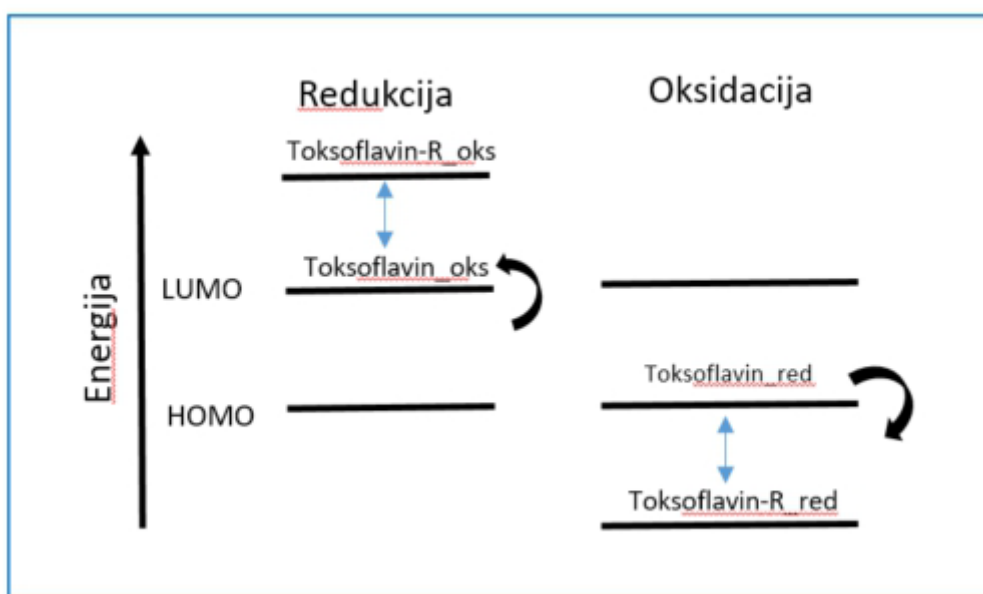 Redukcija
Oksidacija
Toksoflavin-R_oks
Toksoflavin_oks
LUMO
Energija
Toksoflavin_red
HOMO
Toksoflavin-R_red